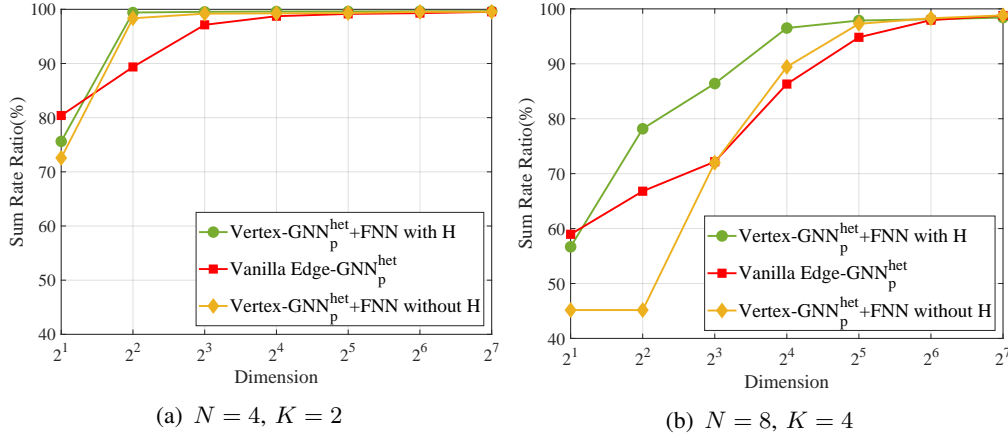 100
90
80
70
60
50
40
Sum Rate Ratio(%)
Vertex-GNN_p^het+FNN with H
Vanilla Edge-GNN_p^het
Vertex-GNN_p^het+FNN without H
2^1 2^2 2^3 2^4 2^5 2^6 2^7
Dimension
(a) N = 4, K = 2
100
90
80
70
60
50
40
Sum Rate Ratio(%)
Vertex-GNN_p^het+FNN with H
Vanilla Edge-GNN_p^het
Vertex-GNN_p^het+FNN without H
2^1 2^2 2^3 2^4 2^5 2^6 2^7
Dimension
(b) N = 8, K = 4